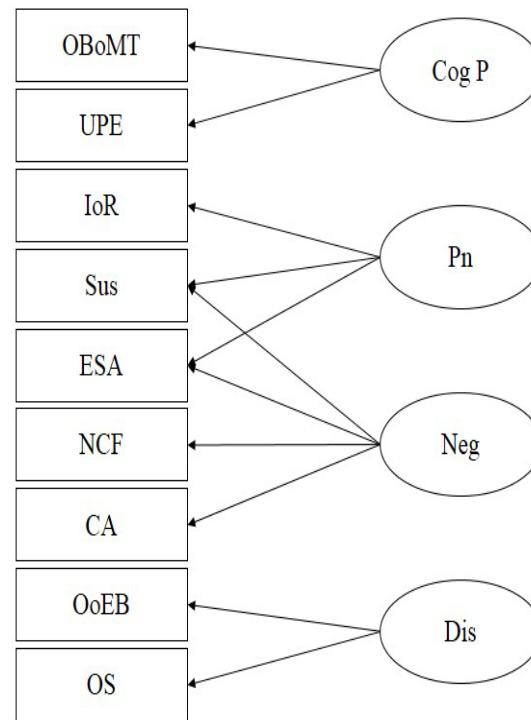 OBoMT
UPE
IoR
Sus
ESA
NCF
CA
OoEB
OS
Cog P
Pn
Neg
Dis